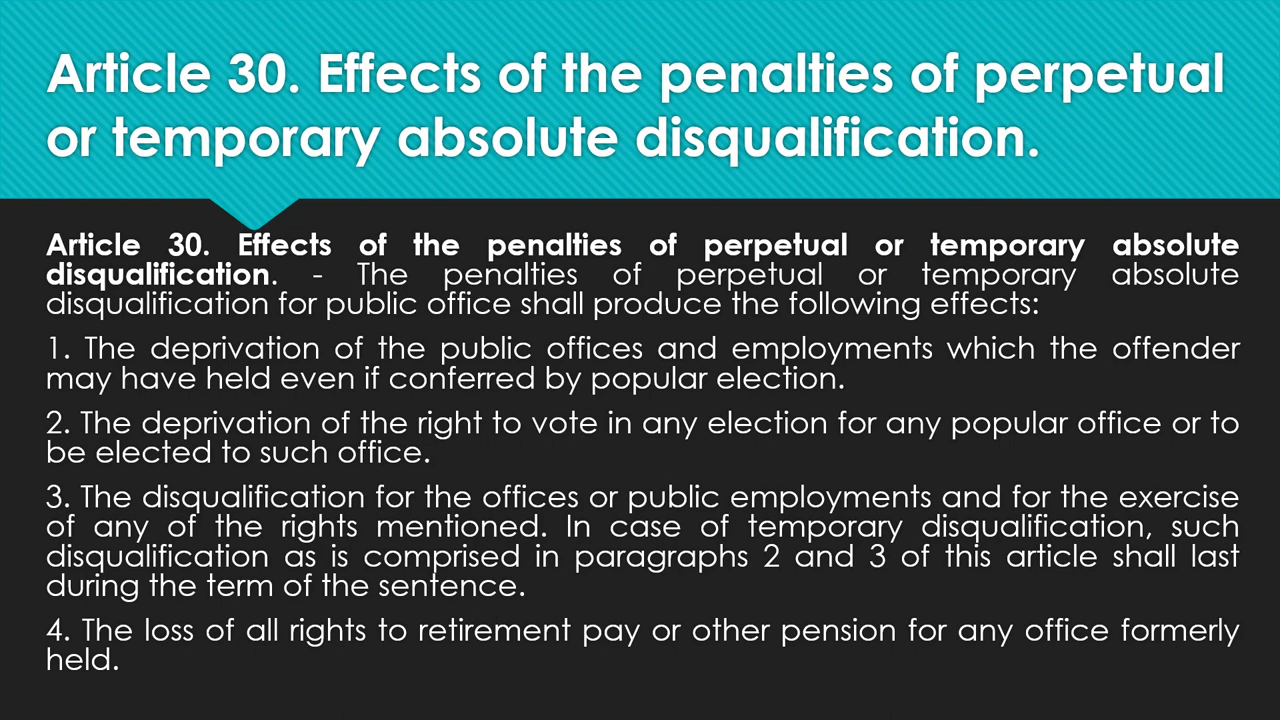 Article 30. Effects of the penalties of perpetual
or temporary absolute disqualification.
Article 30. Effects of the penalties of perpetual or temporary absolute
disqualification. - The penalties of perpetual or temporary absolute
disqualification for public office shall produce the following effects:
1. The deprivation of the public offices and employments which the offender
may have held even if conferred by popular election.
2. The deprivation of the right to vote in any election for any popular office or to
be elected to such office.
3. The disqualification for the offices or public employments and for the exercise
of any of the rights mentioned. In case of temporary disqualification, such
disqualification as is comprised in paragraphs 2 and 3 of this article shall last
during the term of the sentence.
4. The loss of all rights to retirement pay or other pension for any office formerly
held.